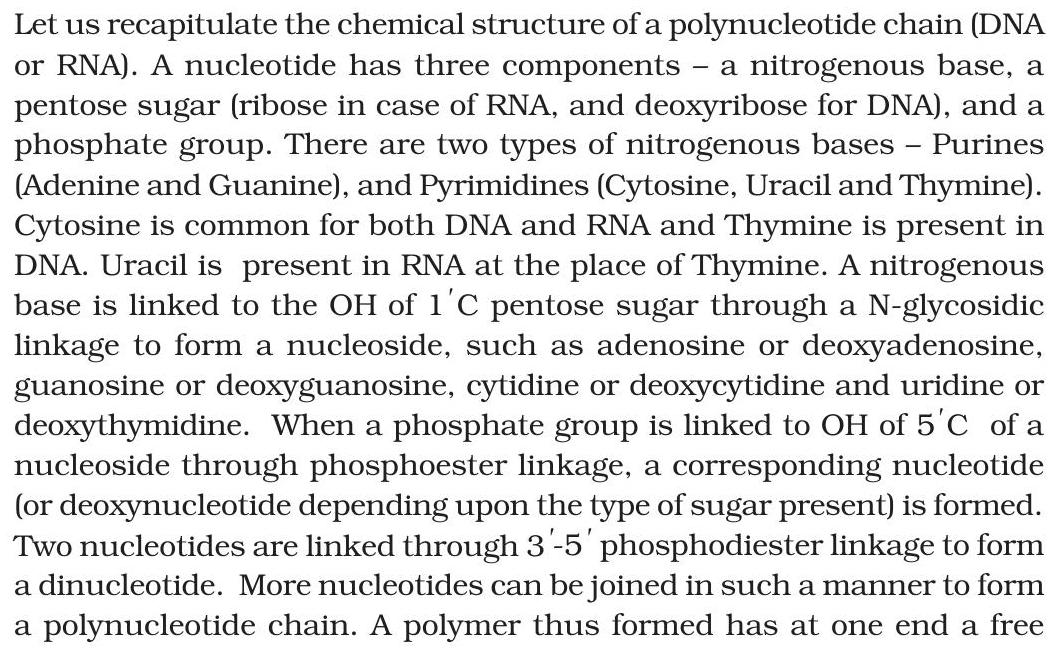 Let us recapitulate the chemical structure of a polynucleotide chain (DNA
or RNA). A nucleotide has three components – a nitrogenous base, a
pentose sugar (ribose in case of RNA, and deoxyribose for DNA), and a
phosphate group. There are two types of nitrogenous bases – Purines
(Adenine and Guanine), and Pyrimidines (Cytosine, Uracil and Thymine).
Cytosine is common for both DNA and RNA and Thymine is present in
DNA. Uracil is present in RNA at the place of Thymine. A nitrogenous
base is linked to the OH of 1'C pentose sugar through a N-glycosidic
linkage to form a nucleoside, such as adenosine or deoxyadenosine,
guanosine or deoxyguanosine, cytidine or deoxycytidine and uridine or
deoxythymidine. When a phosphate group is linked to OH of 5'C of a
nucleoside through phosphoester linkage, a corresponding nucleotide
(or deoxynucleotide depending upon the type of sugar present) is formed.
Two nucleotides are linked through 3'-5' phosphodiester linkage to form
a dinucleotide. More nucleotides can be joined in such a manner to form
a polynucleotide chain. A polymer thus formed has at one end a free